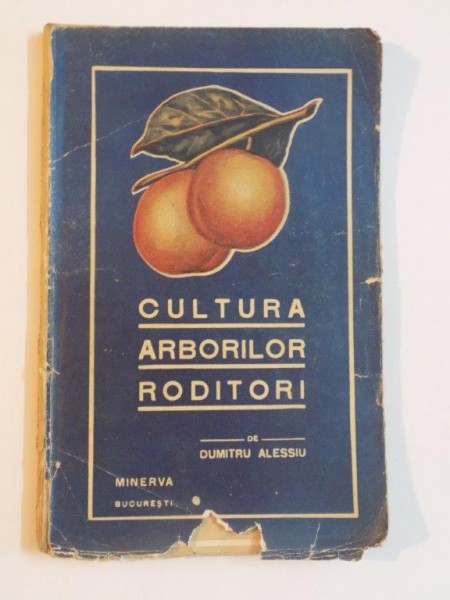 CULTURA
ARBORILOR
RODITORI
DE
DUMITRU ALESSIU
MINERVA
BUCUREȘTI